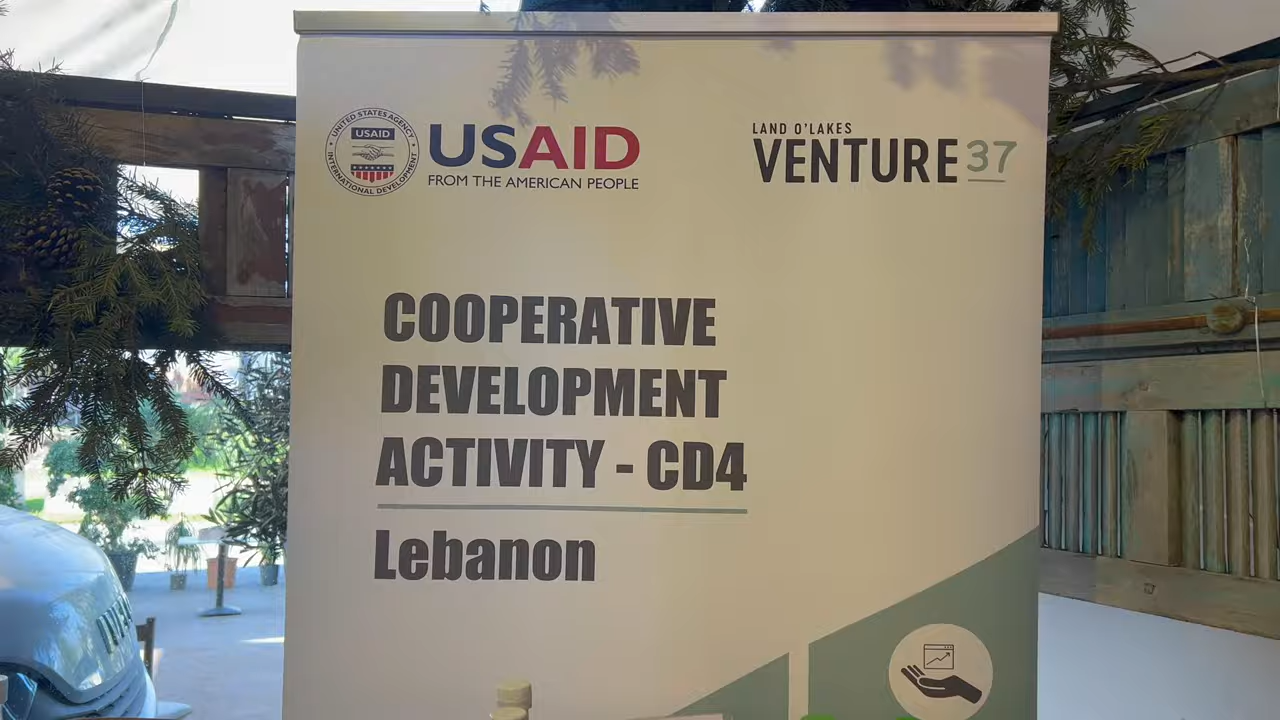 UNITED STATES AGENCY
INTERNATIONAL DEVELOPMENT
USAID
USAID
FROM THE AMERICAN PEOPLE
LAND O'LAKES
VENTURE 37
COOPERATIVE
DEVELOPMENT
ACTIVITY - CD4
Lebanon